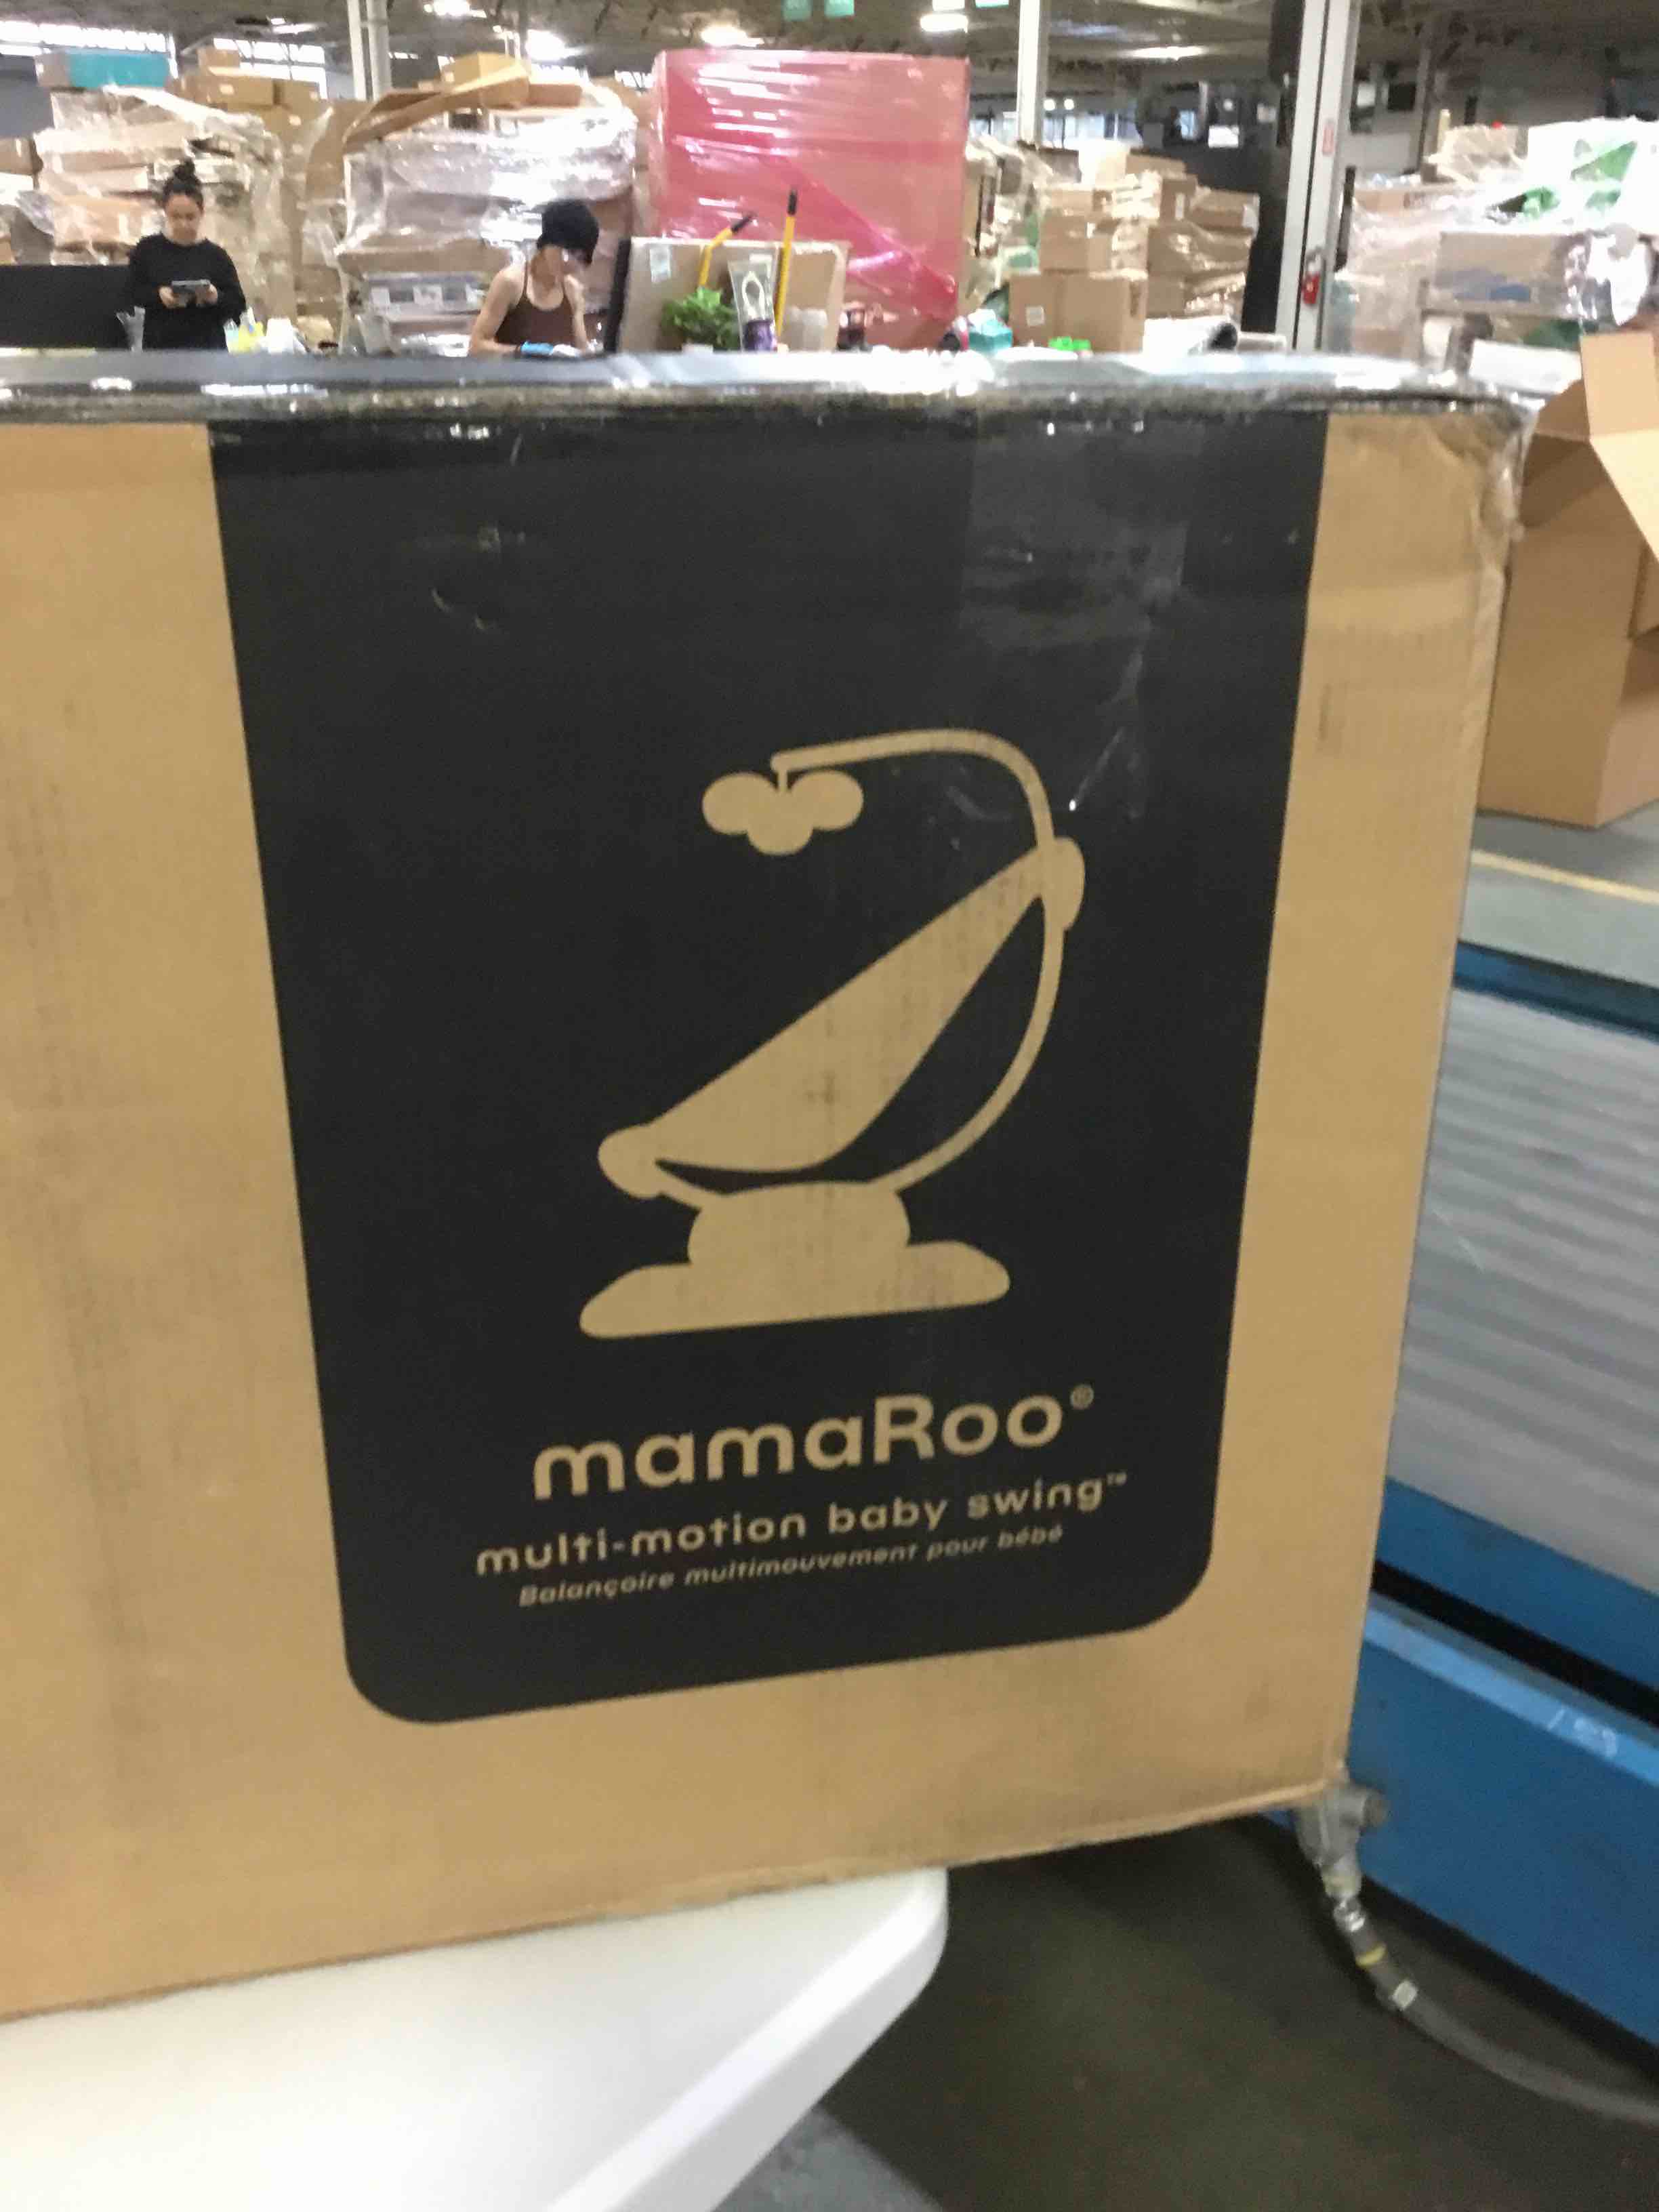 mamaRoo®
multi-motion baby swing™
Balançoire multimouvement pour bébé